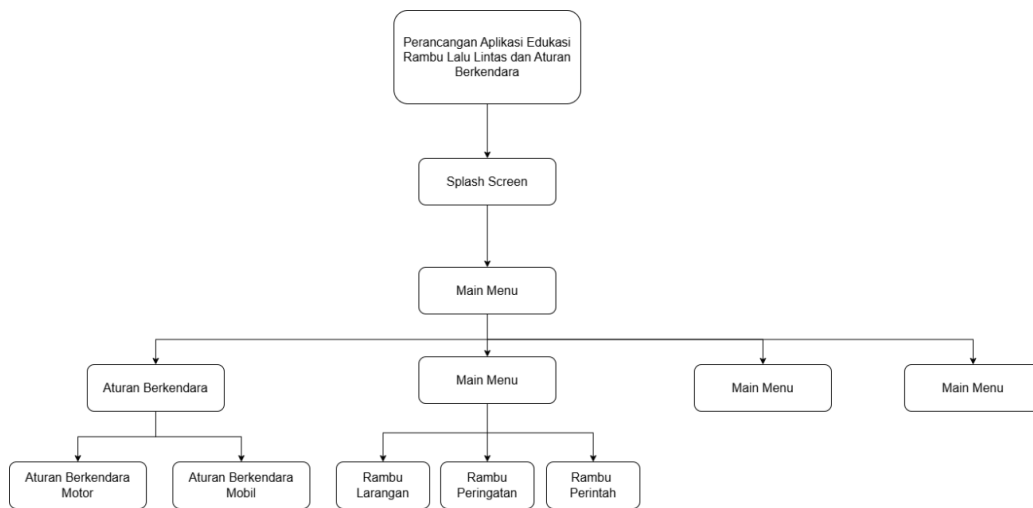 Perancangan Aplikasi Edukasi
Rambu Lalu Lintas dan Aturan
Berkendara
Splash Screen
Main Menu
Aturan Berkendara
Main Menu
Main Menu
Main Menu
Aturan Berkendara
Motor
Aturan Berkendara
Mobil
Rambu
Larangan
Rambu
Peringatan
Rambu
Perintah